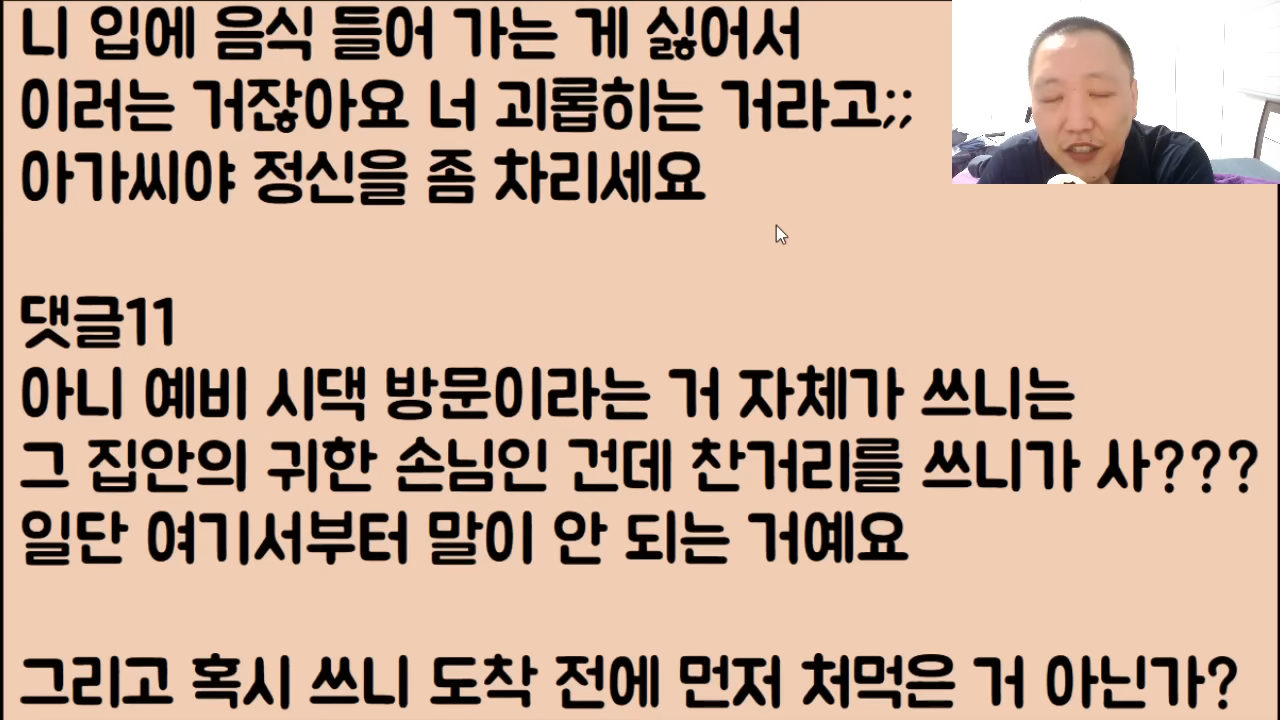 니 입에 음식 들어 가는 게 싫어서
이러는 거잖아요 너 괴롭히는 거라고;;
아가씨야 정신을 좀 차리세요
댓글11
아니 예비 시댁 방문이라는 거 자체가 쓰니는
그 집안의 귀한 손님인 건데 찬거리를 쓰니가 사???
일단 여기서부터 말이 안 되는 거예요
그리고 혹시 쓰니 도착 전에 먼저 처먹은 거 아닌가?